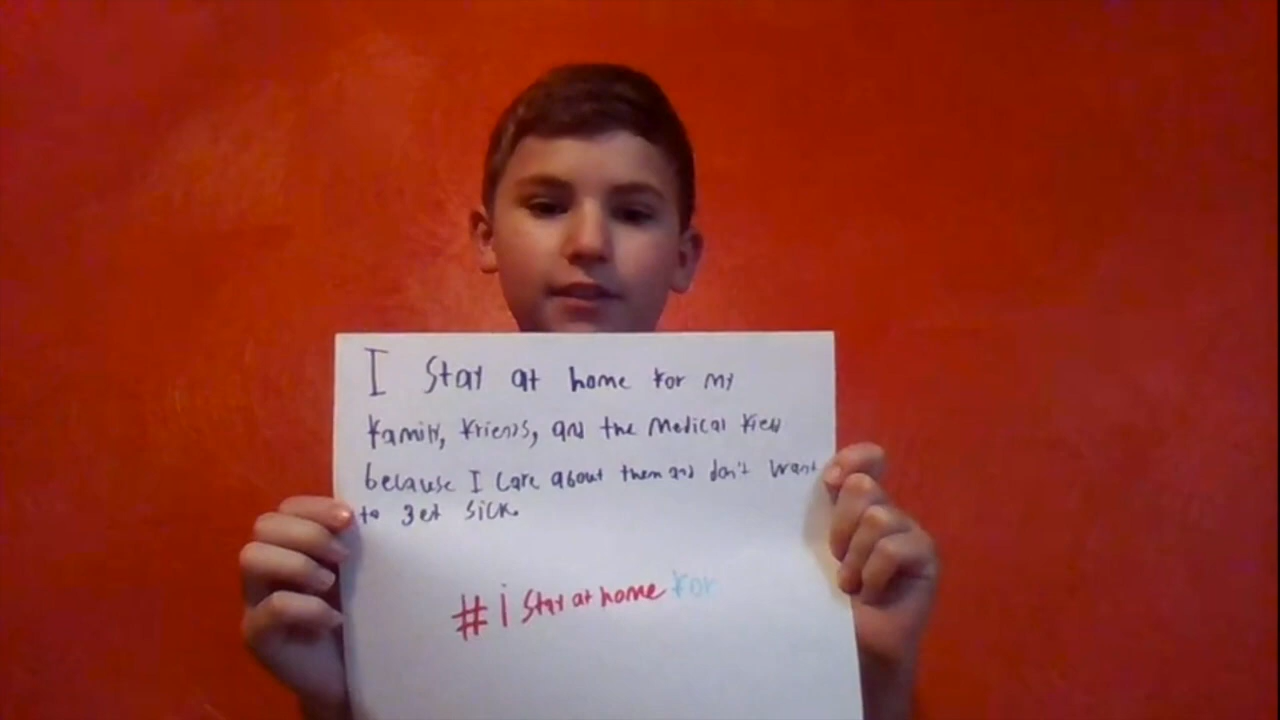 I stay at home for my
family, friends, and the medical field
because I care about them and don't want
to get sick.
#i stay at home for